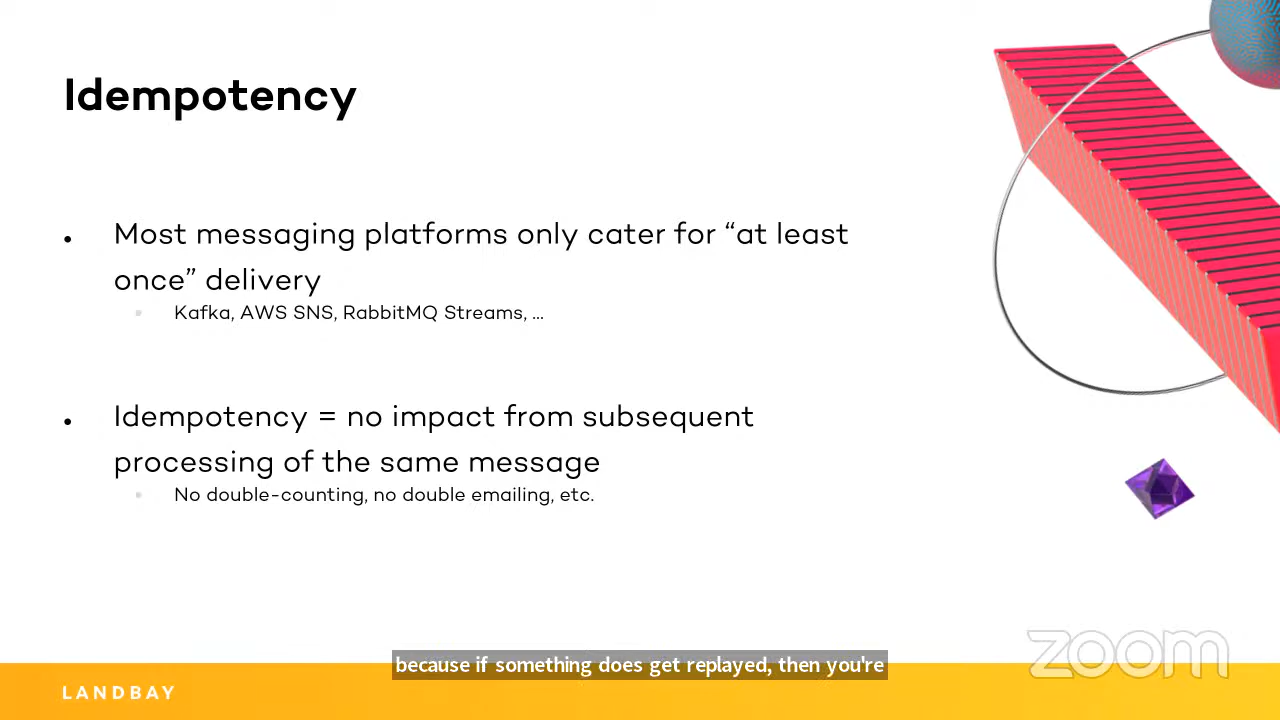 Idempotency
• Most messaging platforms only cater for “at least
once” delivery
• Kafka, AWS SNS, RabbitMQ Streams, ...
• Idempotency = no impact from subsequent
processing of the same message
• No double-counting, no double emailing, etc.
zoom
because if something does get replayed, then you're
LANDBAY